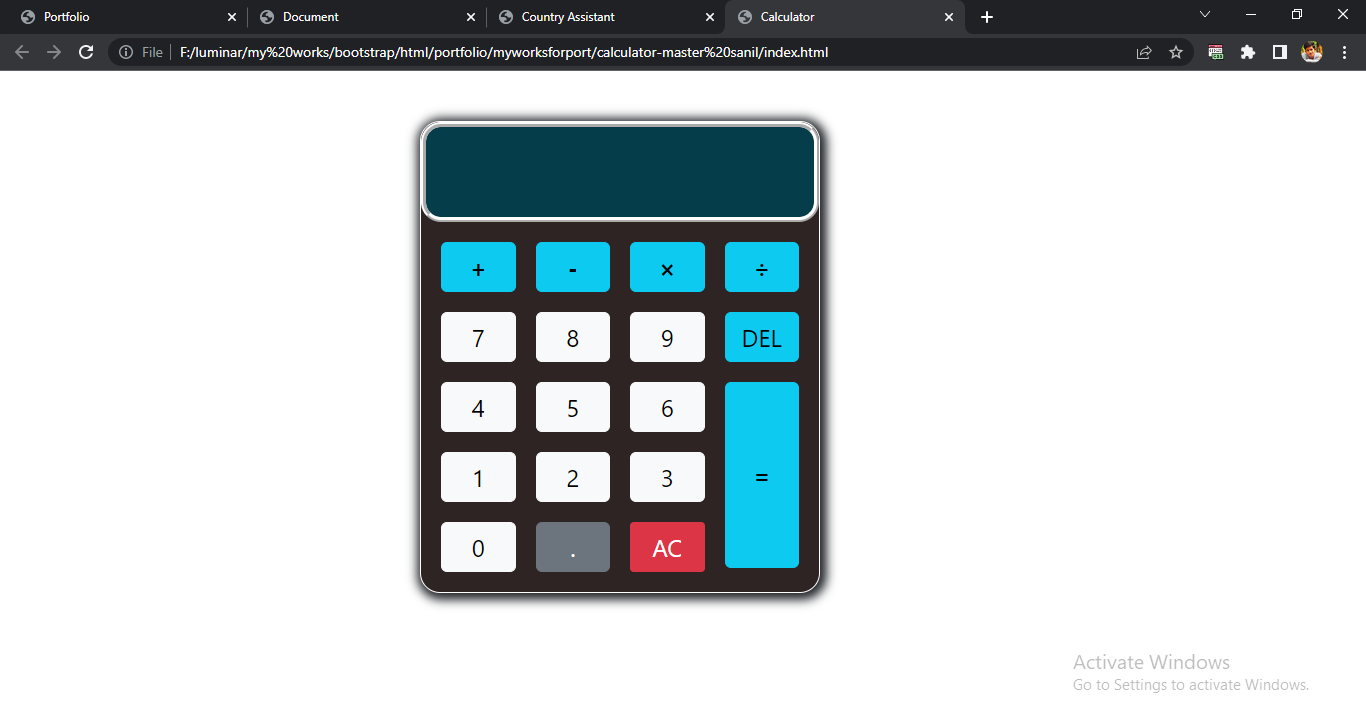 Portfolio
Document
Country Assistant
Calculator
File
F:/luminar/my%20works/bootstrap/html/portfolio/myworksforport/calculator-master%20sanil/index.html
+ - × ÷
7 8 9 DEL
4 5 6
1 2 3 =
0 . AC
Activate Windows
Go to Settings to activate Windows.